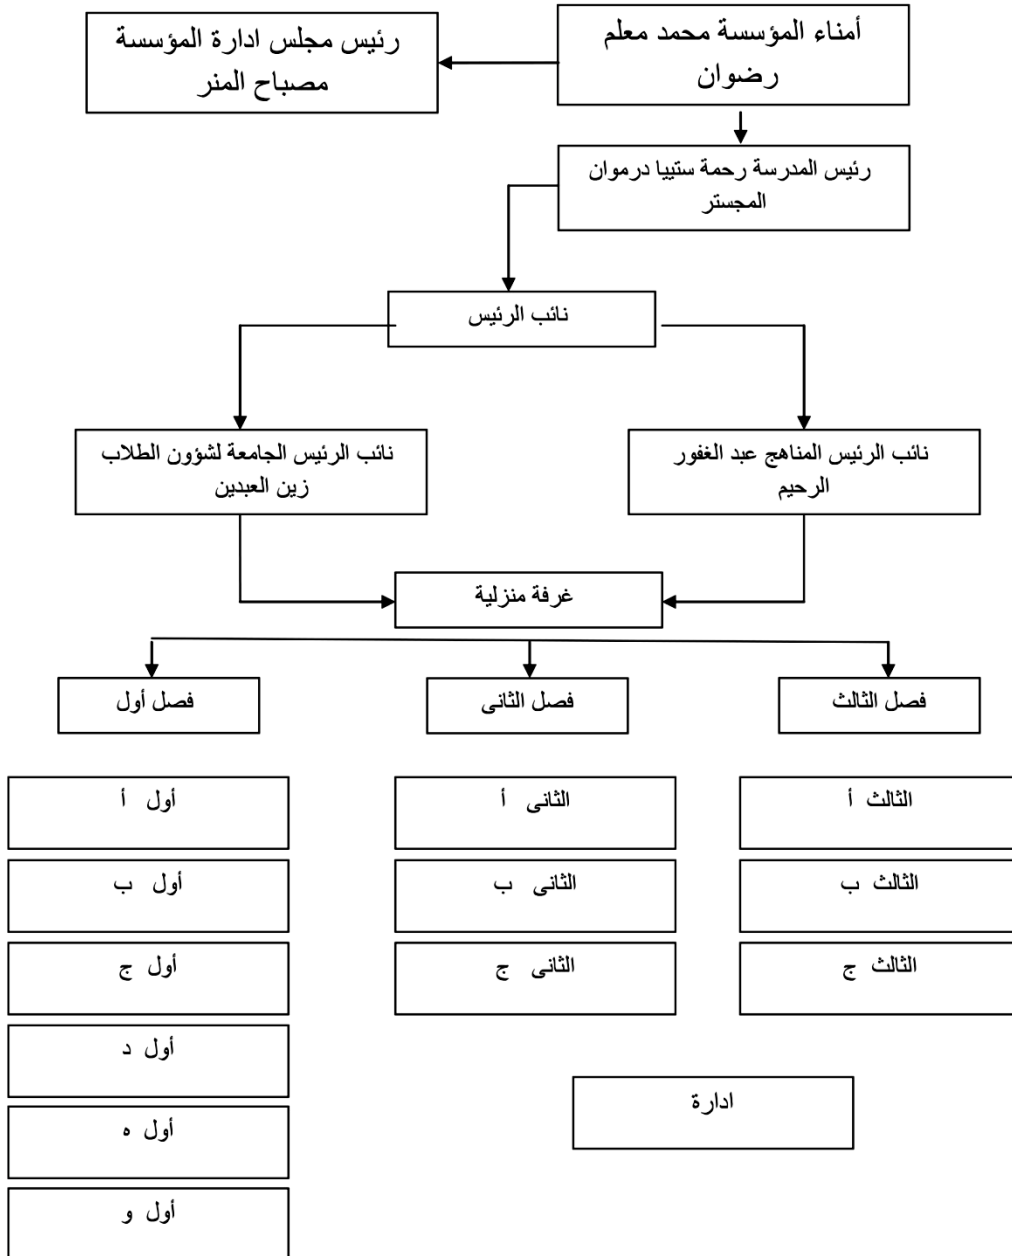 أمناء المؤسسة محمد معلم
رضوان
رئيس مجلس ادارة المؤسسة
مصباح المنر
رئيس المدرسة رحمة ستييا درموان
المجستر
نائب الرئيس
نائب الرئيس المناهج عبد الغفور
الرحيم
نائب الرئيس الجامعة لشؤون الطلاب
زين العبدين
غرفة منزلية
فصل الثالث
فصل الثانى
فصل أول
الثالث أ
الثانى أ
أول أ
الثالث ب
الثانى ب
أول ب
الثالث ج
الثانى ج
أول ج
أول د
ادارة
أول ه
أول و